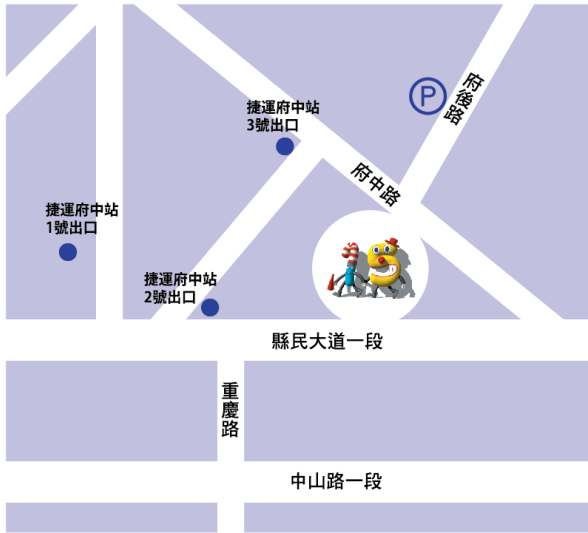 P
府後路
捷運府中站
3號出口
府中路
捷運府中站
1號出口
捷運府中站
2號出口
縣民大道一段
重慶路
中山路一段